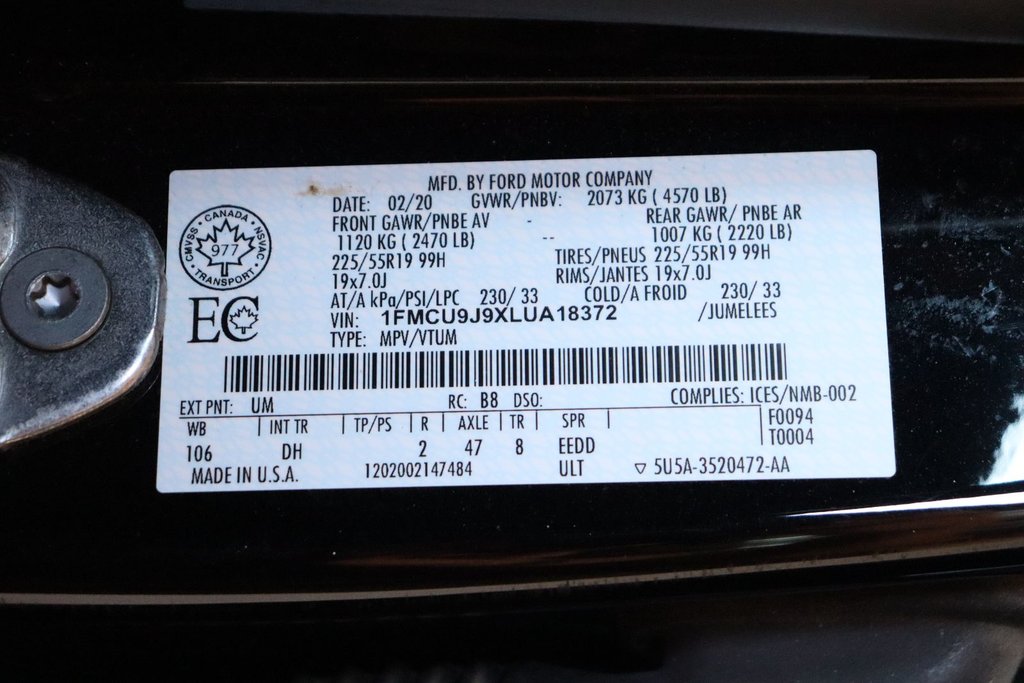 MFD. BY FORD MOTOR COMPANY
DATE: 02/20 GVWR/PNBV: 2073 KG ( 4570 LB)
FRONT GAWR/PNBE AV - REAR GAWR/ PNBE AR
1120 KG ( 2470 LB) -- 1007 KG ( 2220 LB)
225/55R19 99H TIRES/PNEUS 225/55R19 99H
19x7.0J RIMS/JANTES 19x7.0J
AT/A kPa/PSI/LPC 230/ 33 COLD/A FROID 230/ 33
VIN: 1FMCU9J9XLUA18372 /JUMELEES
TYPE: MPV/VTUM
CANADA
CMVSS NSVAC
977
TRANSPORT
EC
EXT PNT: UM RC: B8 DSO: COMPLIES: ICES/NMB-002
WB | INT TR | TP/PS | R | AXLE | TR | SPR | F0094
106 DH 2 47 8 EEDD T0004
MADE IN U.S.A. 1202002147484 ULT ▽ 5U5A-3520472-AA